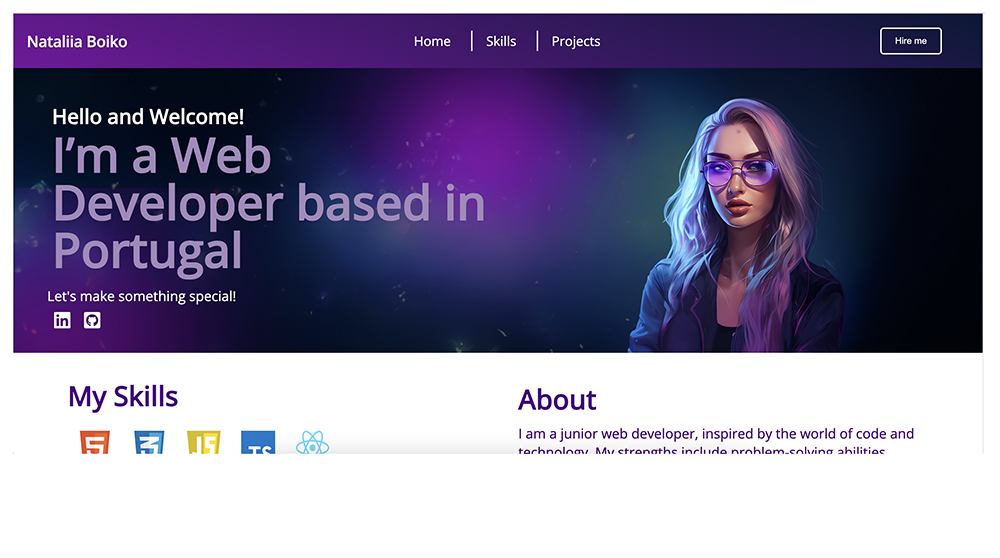 Nataliia Boiko
Home
Skills
Projects
Hire me
Hello and Welcome!
I’m a Web
Developer based in
Portugal
Let's make something special!
in
My Skills
About
I am a junior web developer, inspired by the world of code and
technology. My strengths include problem-solving abilities
TS